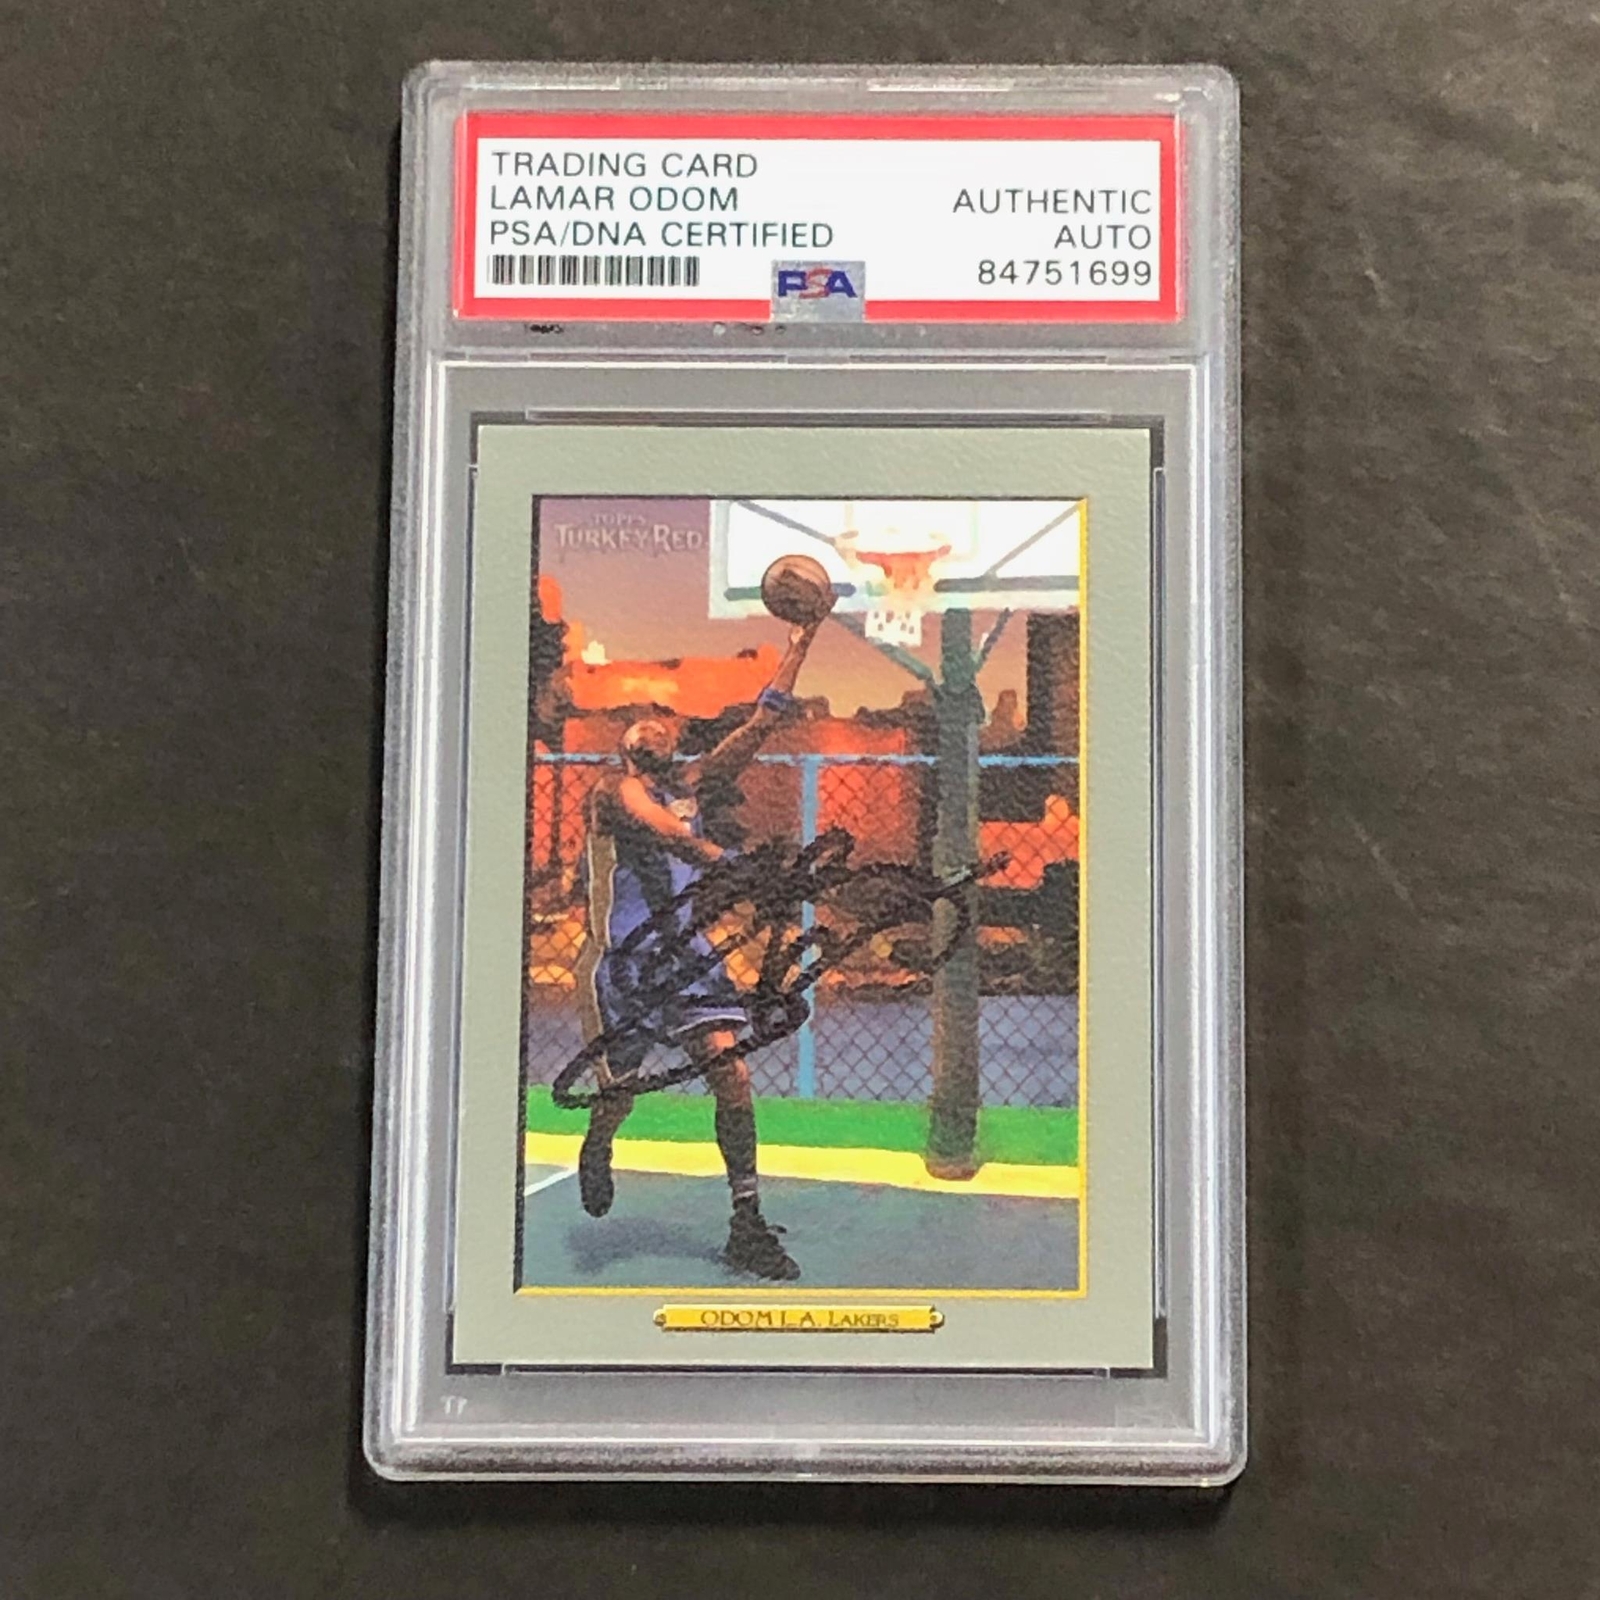 TRADING CARD
LAMAR ODOM
PSA/DNA CERTIFIED
AUTHENTIC
AUTO
84751699
PSA
TOPPS
TURKEY RED
ODOM L.A. LAKERS